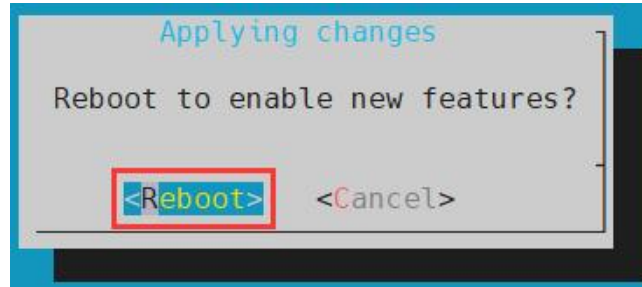 Applying changes
Reboot to enable new features?
<Reboot> <Cancel>